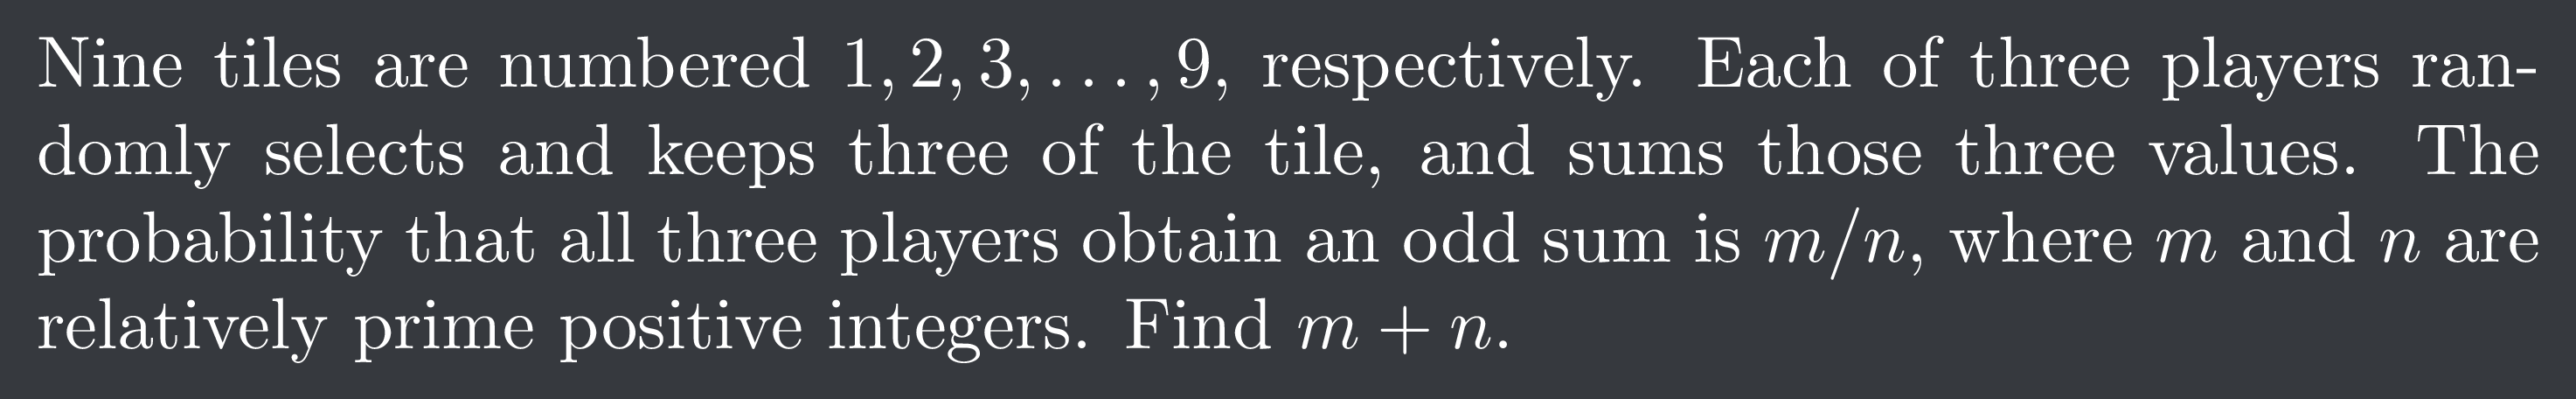 Nine tiles are numbered 1, 2, 3, . . . , 9, respectively. Each of three players ran-
domly selects and keeps three of the tile, and sums those three values. The
probability that all three players obtain an odd sum is m/n, where m and n are
relatively prime positive integers. Find m + n.